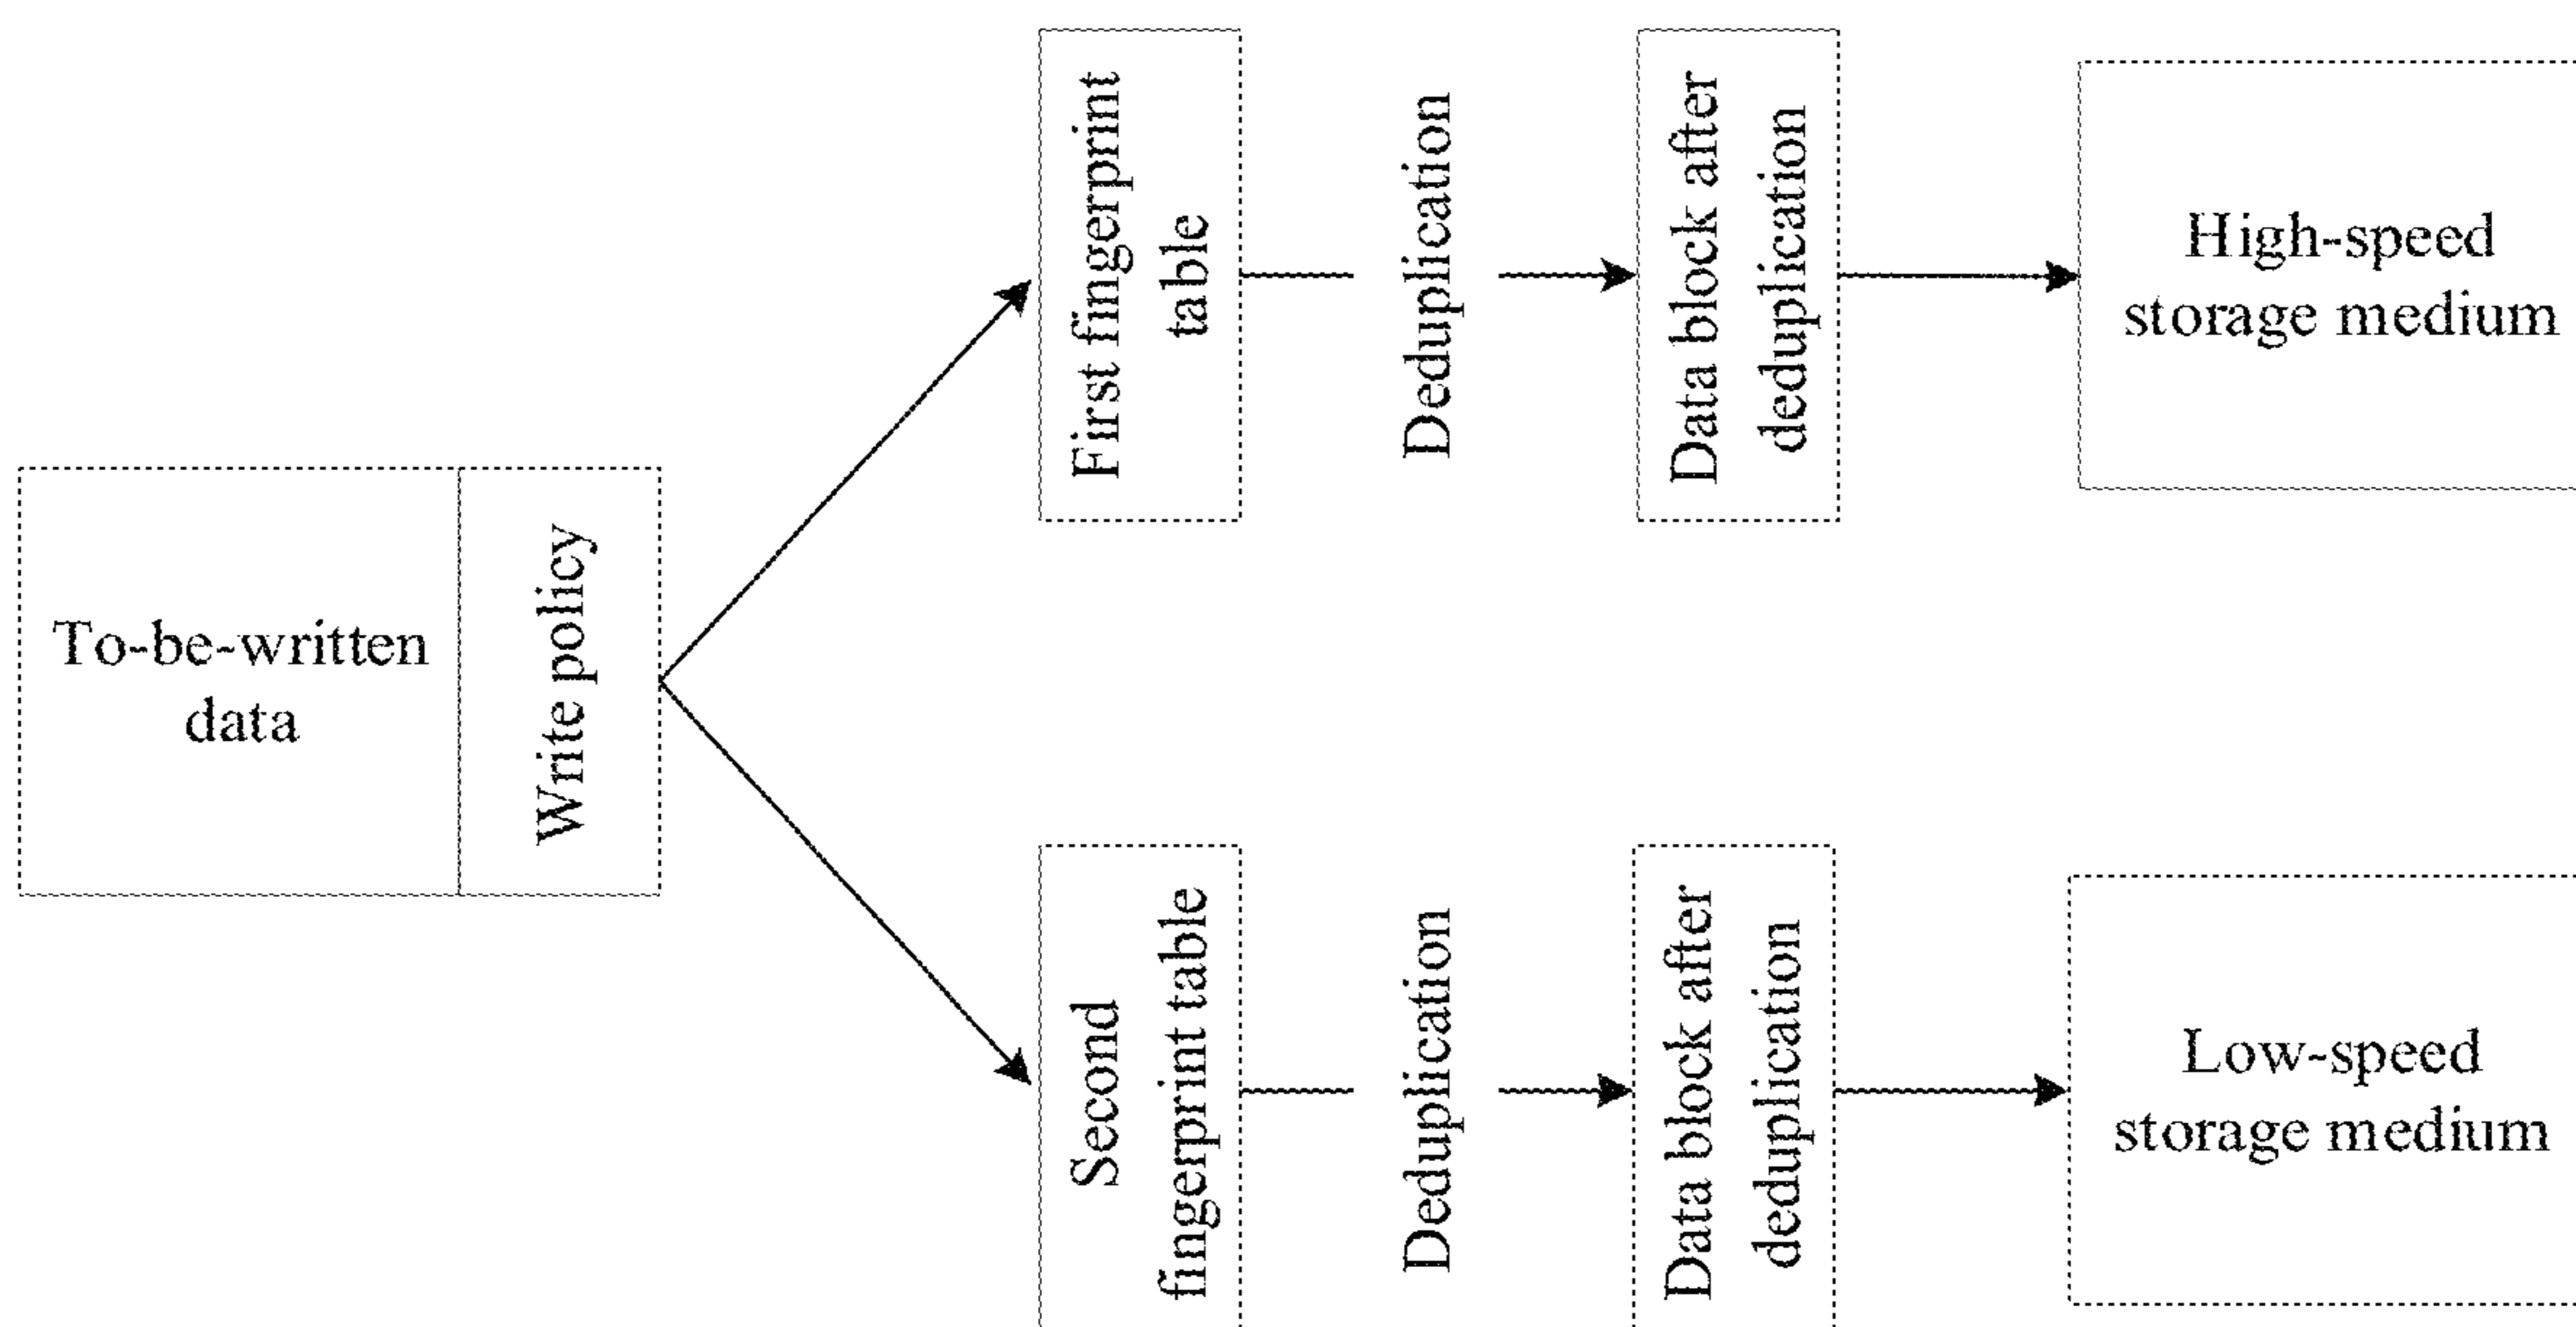 To-be-written
data
Write policy
First fingerprint
table
Deduplication
Data block after
deduplication
High-speed
storage medium
Second
fingerprint table
Deduplication
Data block after
deduplication
Low-speed
storage medium